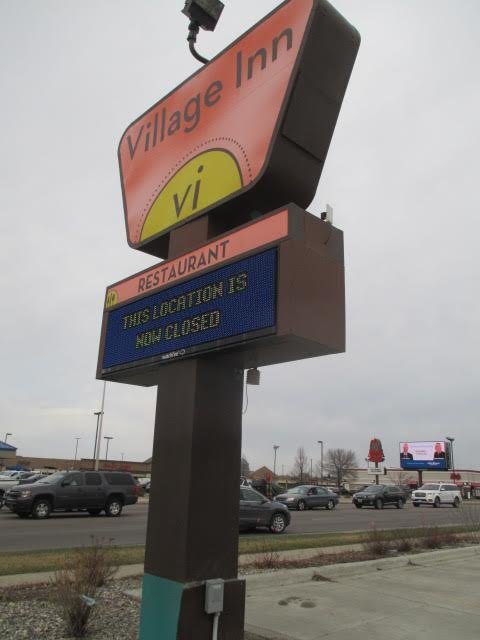 Village Inn
vi
RESTAURANT
THIS LOCATION IS
NOW CLOSED